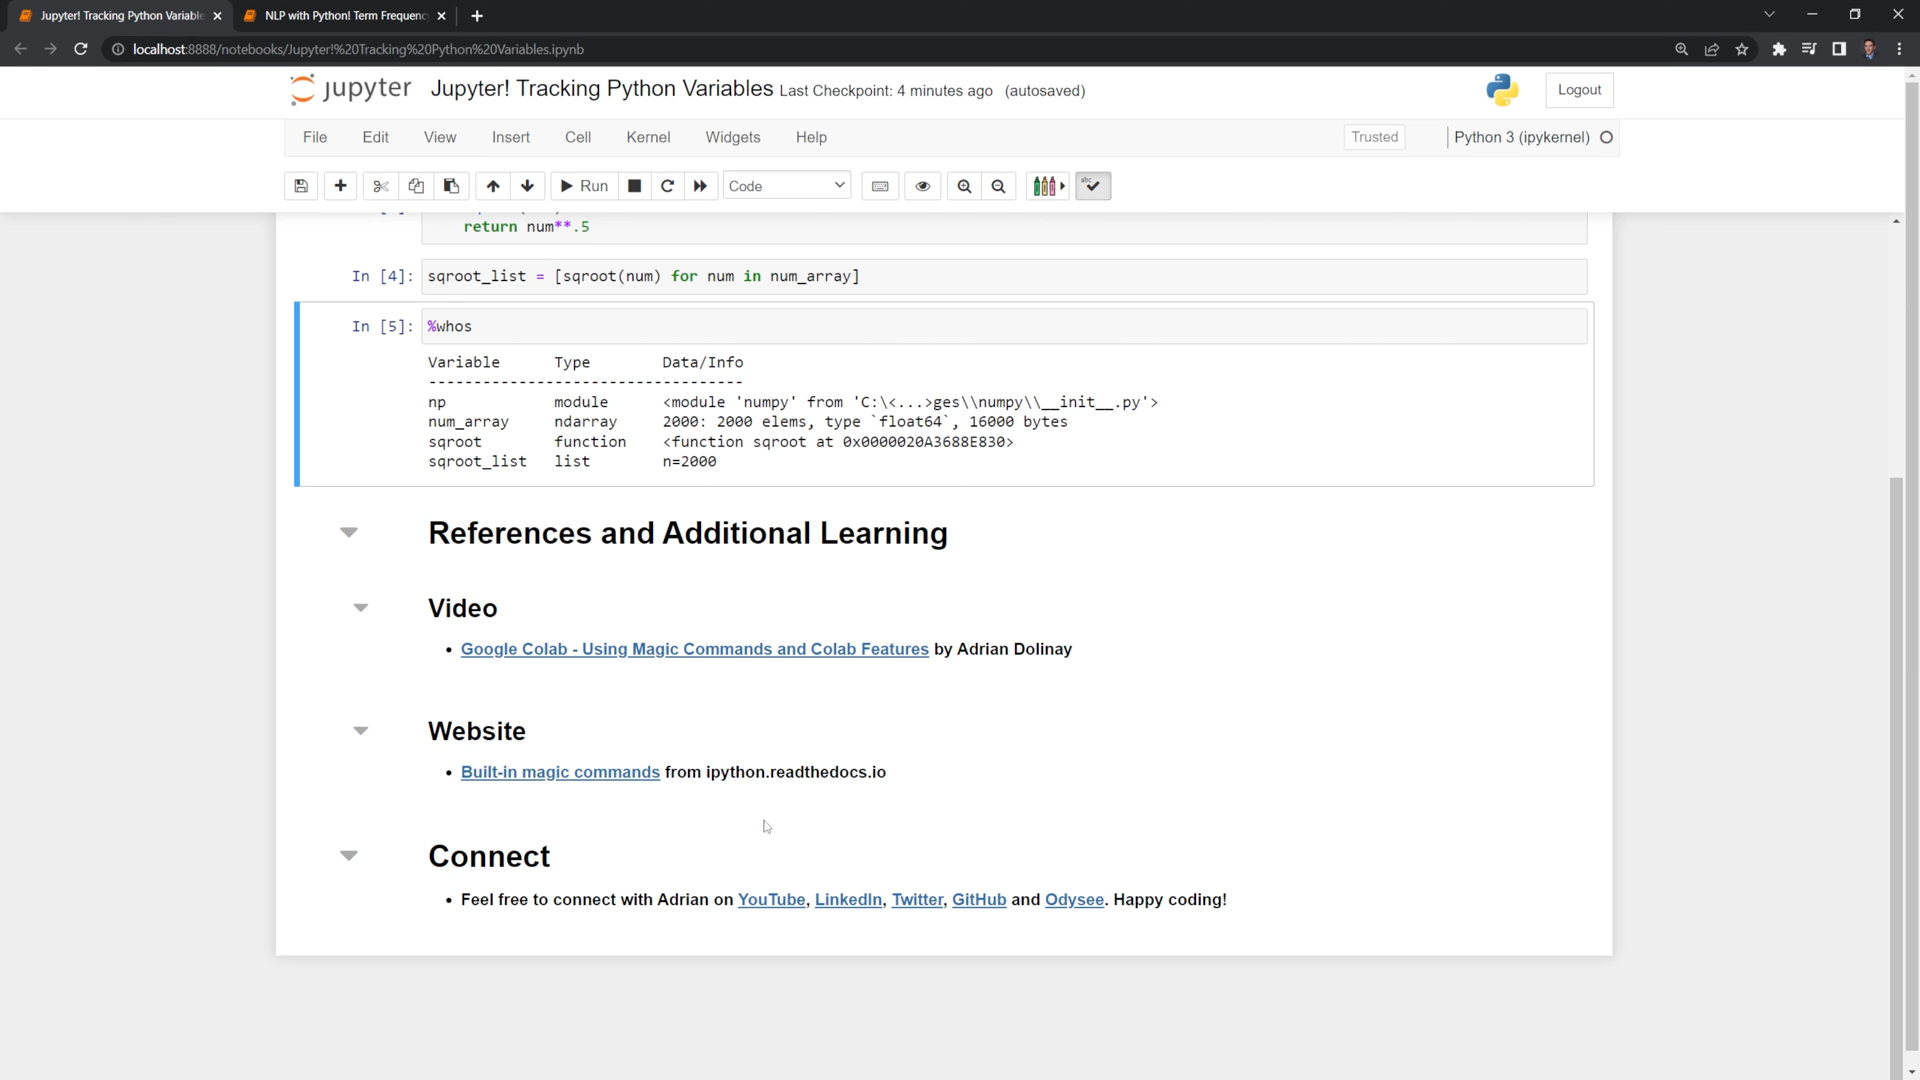 Jupyter! Tracking Python Variable
NLP with Python! Term Frequenc
localhost:8888/notebooks/Jupyter!%20Tracking%20Python%20Variables.ipynb
jupyter Jupyter! Tracking Python Variables Last Checkpoint: 4 minutes ago (autosaved)
Logout
File Edit View Insert Cell Kernel Widgets Help
Trusted
Python 3 (ipykernel)
Run
Code
abc
return num**.5
In [4]: sqroot_list = [sqroot(num) for num in num_array]
In [5]: %whos
Variable Type Data/Info
-----------------------------------
np module <module 'numpy' from 'C:\<...>ges\\numpy\\__init__.py'>
num_array ndarray 2000: 2000 elems, type `float64`, 16000 bytes
sqroot function <function sqroot at 0x0000020A3688E830>
sqroot_list list n=2000
References and Additional Learning
Video
• Google Colab - Using Magic Commands and Colab Features by Adrian Dolinay
Website
• Built-in magic commands from ipython.readthedocs.io
Connect
• Feel free to connect with Adrian on YouTube, LinkedIn, Twitter, GitHub and Odysee. Happy coding!